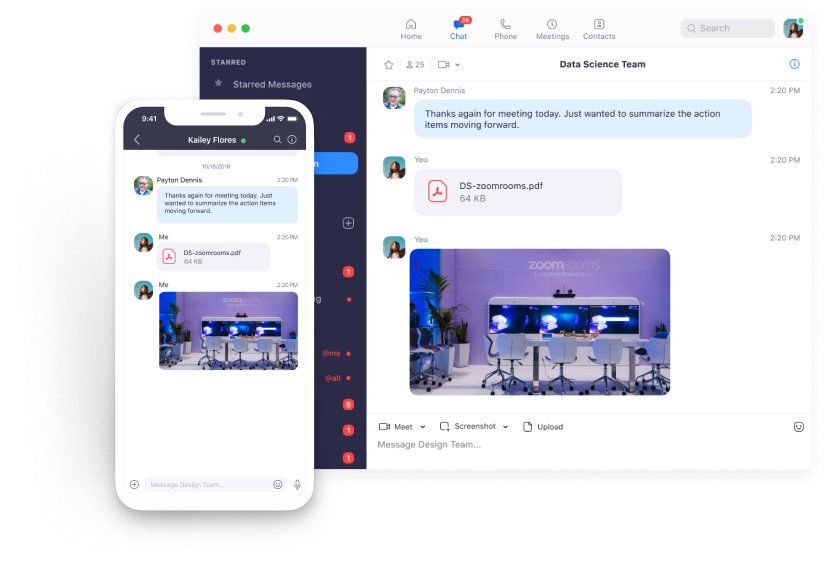 28
Home
Chat
Phone
Meetings
Contacts
Search
STARRED
Starred Messages
1
+
1
@me
@all
8
1
1
25
Data Science Team
Payton Dennis
2:20 PM
Thanks again for meeting today. Just wanted to summarize the action
items moving forward.
You
2:20 PM
DS-zoomrooms.pdf
64 KB
You
2:20 PM
zoomrooms
Meet
Screenshot
Upload
Message Design Team...
9:41
Kailey Flores
10/18/2018
Payton Dennis
2:20 PM
Thanks again for meeting today. Just
wanted to summarize the action items
moving forward.
Me
2:20 PM
DS-zoomrooms.pdf
64 KB
Me
2:20 PM
zoomrooms
Message Design Team...